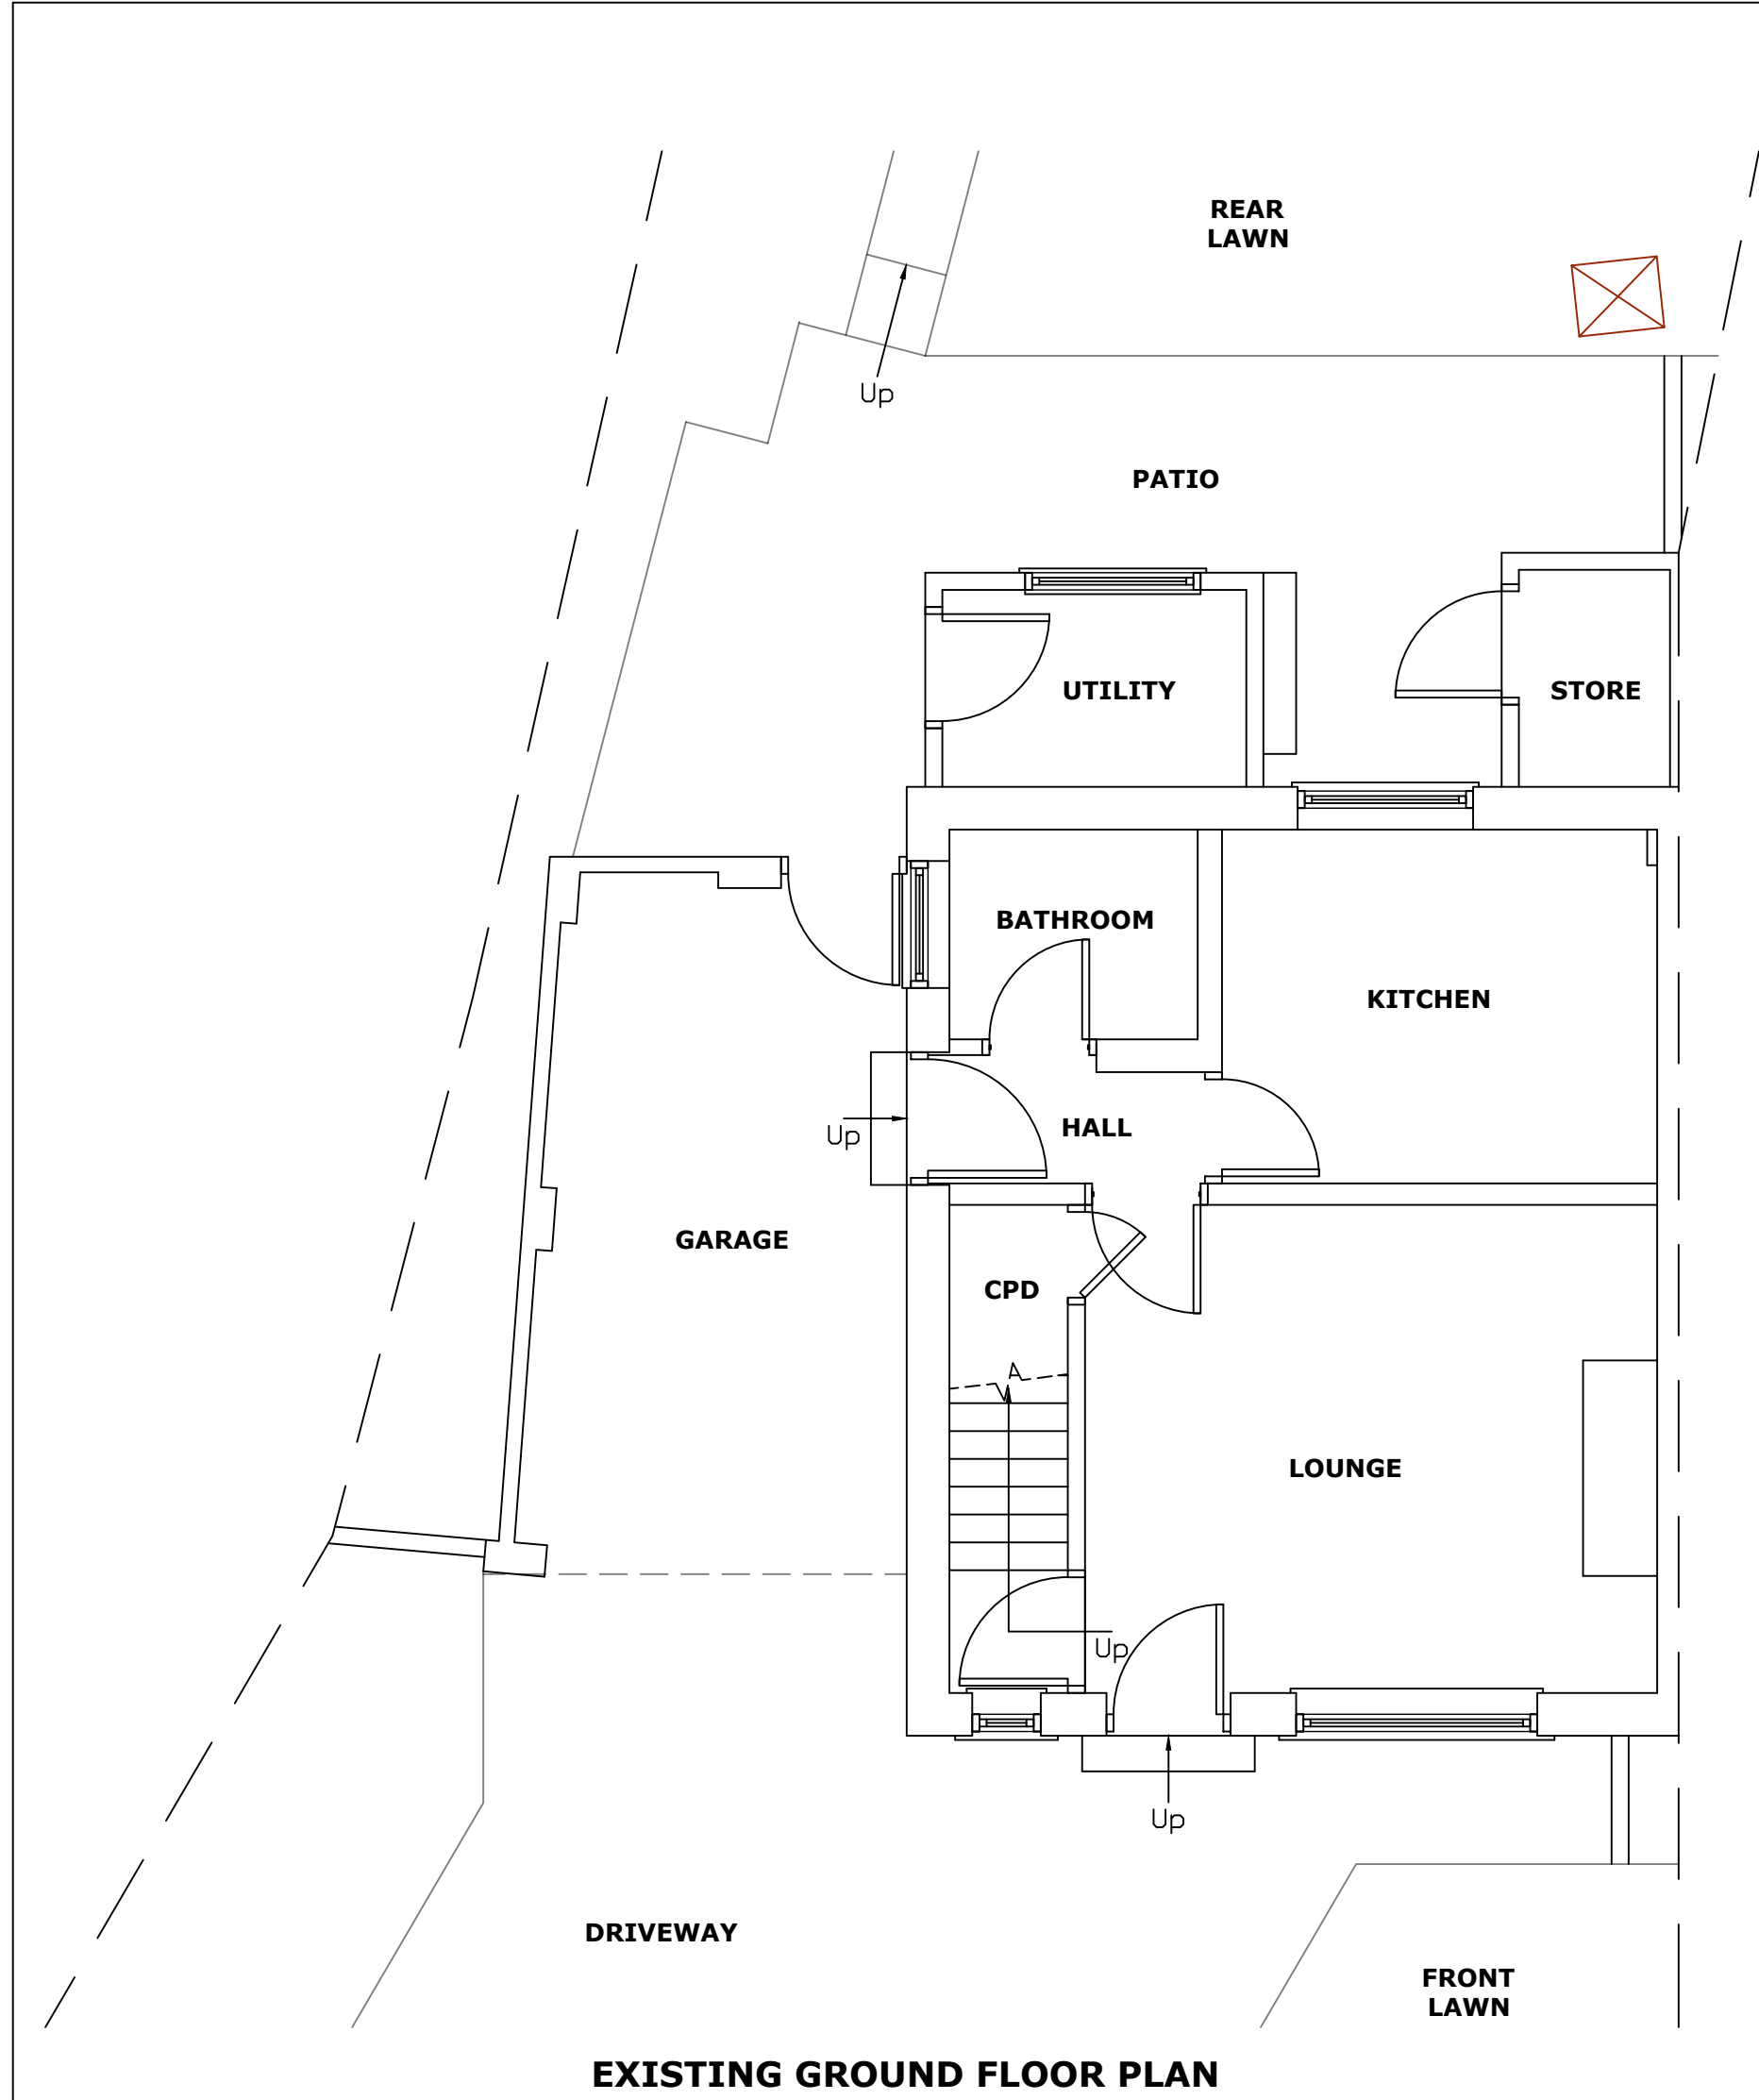 REAR
LAWN
Up
PATIO
UTILITY
STORE
BATHROOM
KITCHEN
HALL
Up
GARAGE
CPD
LOUNGE
Up
Up
DRIVEWAY
FRONT
LAWN
EXISTING GROUND FLOOR PLAN